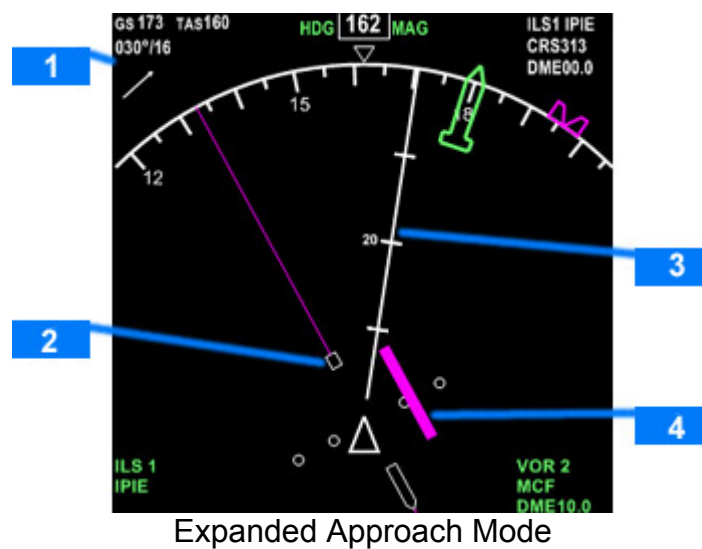 GS 173 TAS160
HDG 162 MAG
ILS1 IPIE
030°/16
CRS313
DME00.0
1
15
18
12
20
3
2
4
ILS 1
IPIE
VOR 2
MCF
DME10.0
Expanded Approach Mode